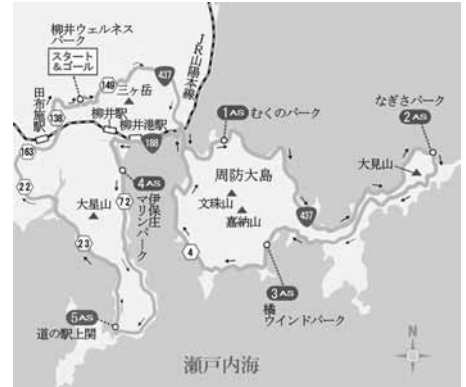 柳井ウェルネス
パーク
スタート
&ゴール
JR山陽本線
437
149
三ヶ岳
田布施駅
138
柳井駅
柳井港駅
188
163
1AS むくのパーク
なぎさパーク
2AS
大見山
22
4AS
伊保庄
マリンパーク
大星山
72
周防大島
文珠山
嘉納山
437
23
4
3AS
橘
ウインドパーク
5AS
道の駅上関
瀬戸内海
N